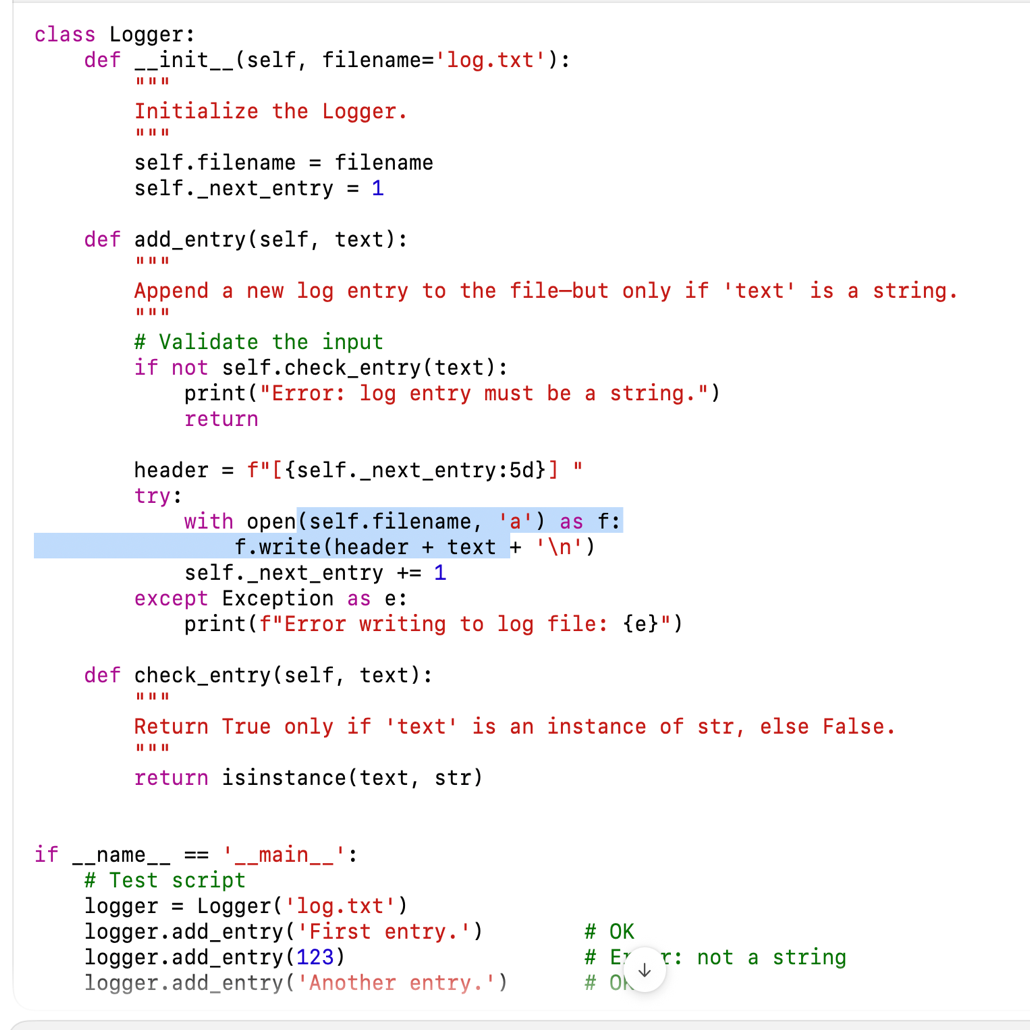 class Logger:
    def __init__(self, filename='log.txt'):
        """
        Initialize the Logger.
        """
        self.filename = filename
        self._next_entry = 1

    def add_entry(self, text):
        """
        Append a new log entry to the file—but only if 'text' is a string.
        """
        # Validate the input
        if not self.check_entry(text):
            print("Error: log entry must be a string.")
            return

        header = f"[{self._next_entry:5d}] "
        try:
            with open(self.filename, 'a') as f:
                f.write(header + text + '\n')
            self._next_entry += 1
        except Exception as e:
            print(f"Error writing to log file: {e}")

    def check_entry(self, text):
        """
        Return True only if 'text' is an instance of str, else False.
        """
        return isinstance(text, str)


if __name__ == '__main__':
    # Test script
    logger = Logger('log.txt')
    logger.add_entry('First entry.')        # OK
    logger.add_entry(123)                   # : not a string
    logger.add_entry('Another entry.')      #